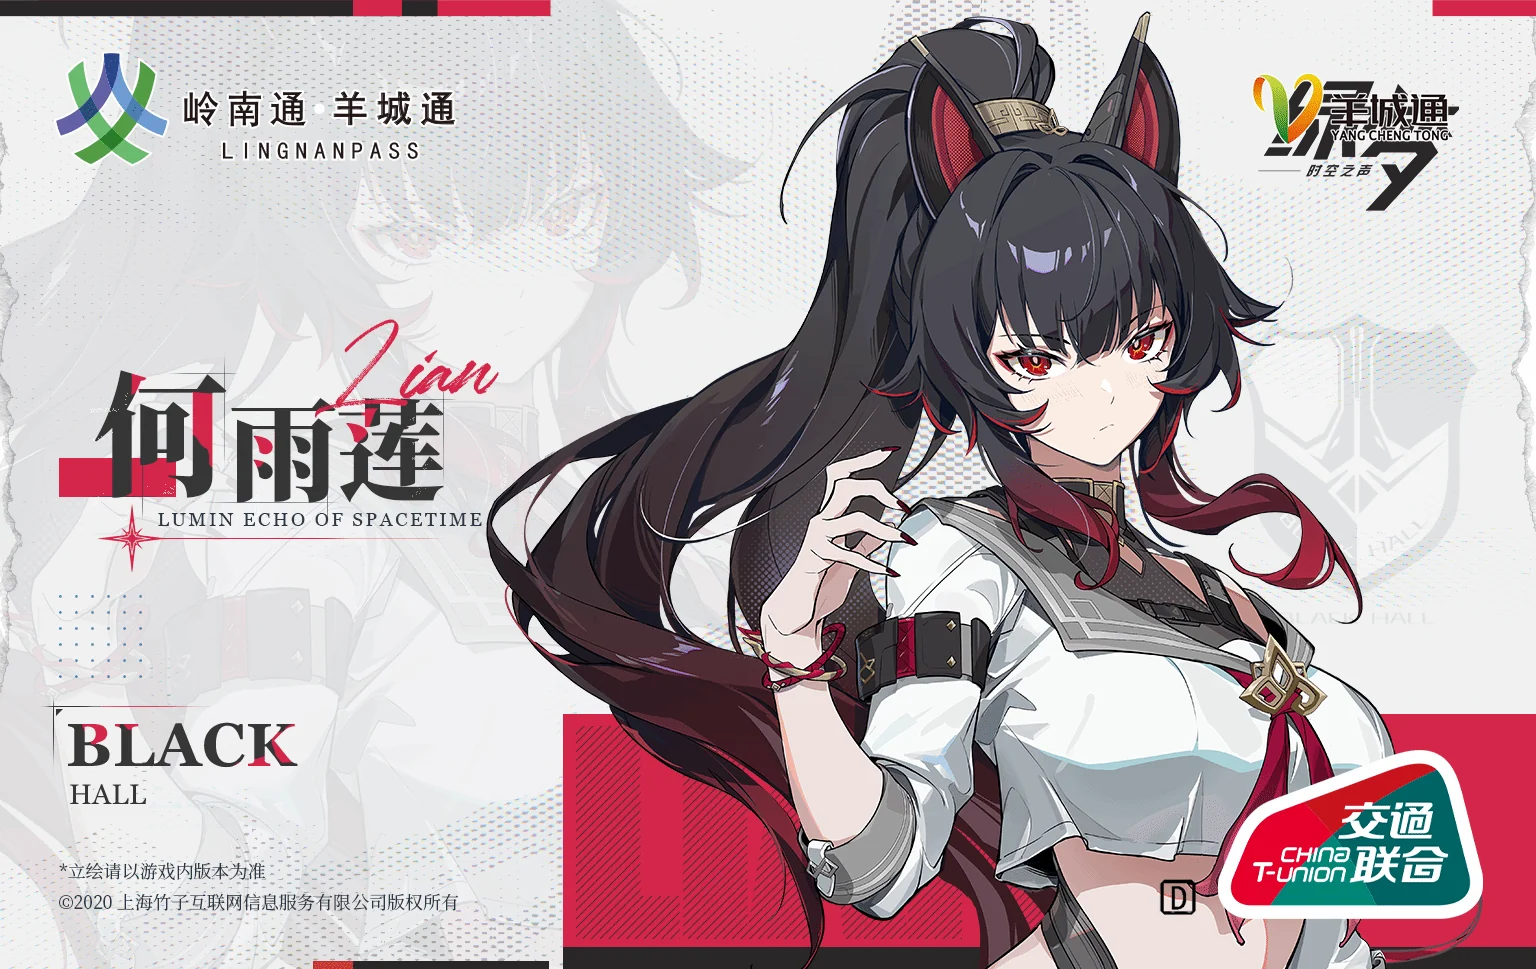 岭南通·羊城通
LINGNANPASS
羊城通
YANG CHENG TONG
时空之声
Lian
何雨莲
LUMIN ECHO OF SPACETIME
BLACK HALL
BLACK
HALL
*立绘请以游戏内版本为准
©2020 上海竹子互联网信息服务有限公司版权所有
D
交通
CHINA
T-UNION 联合